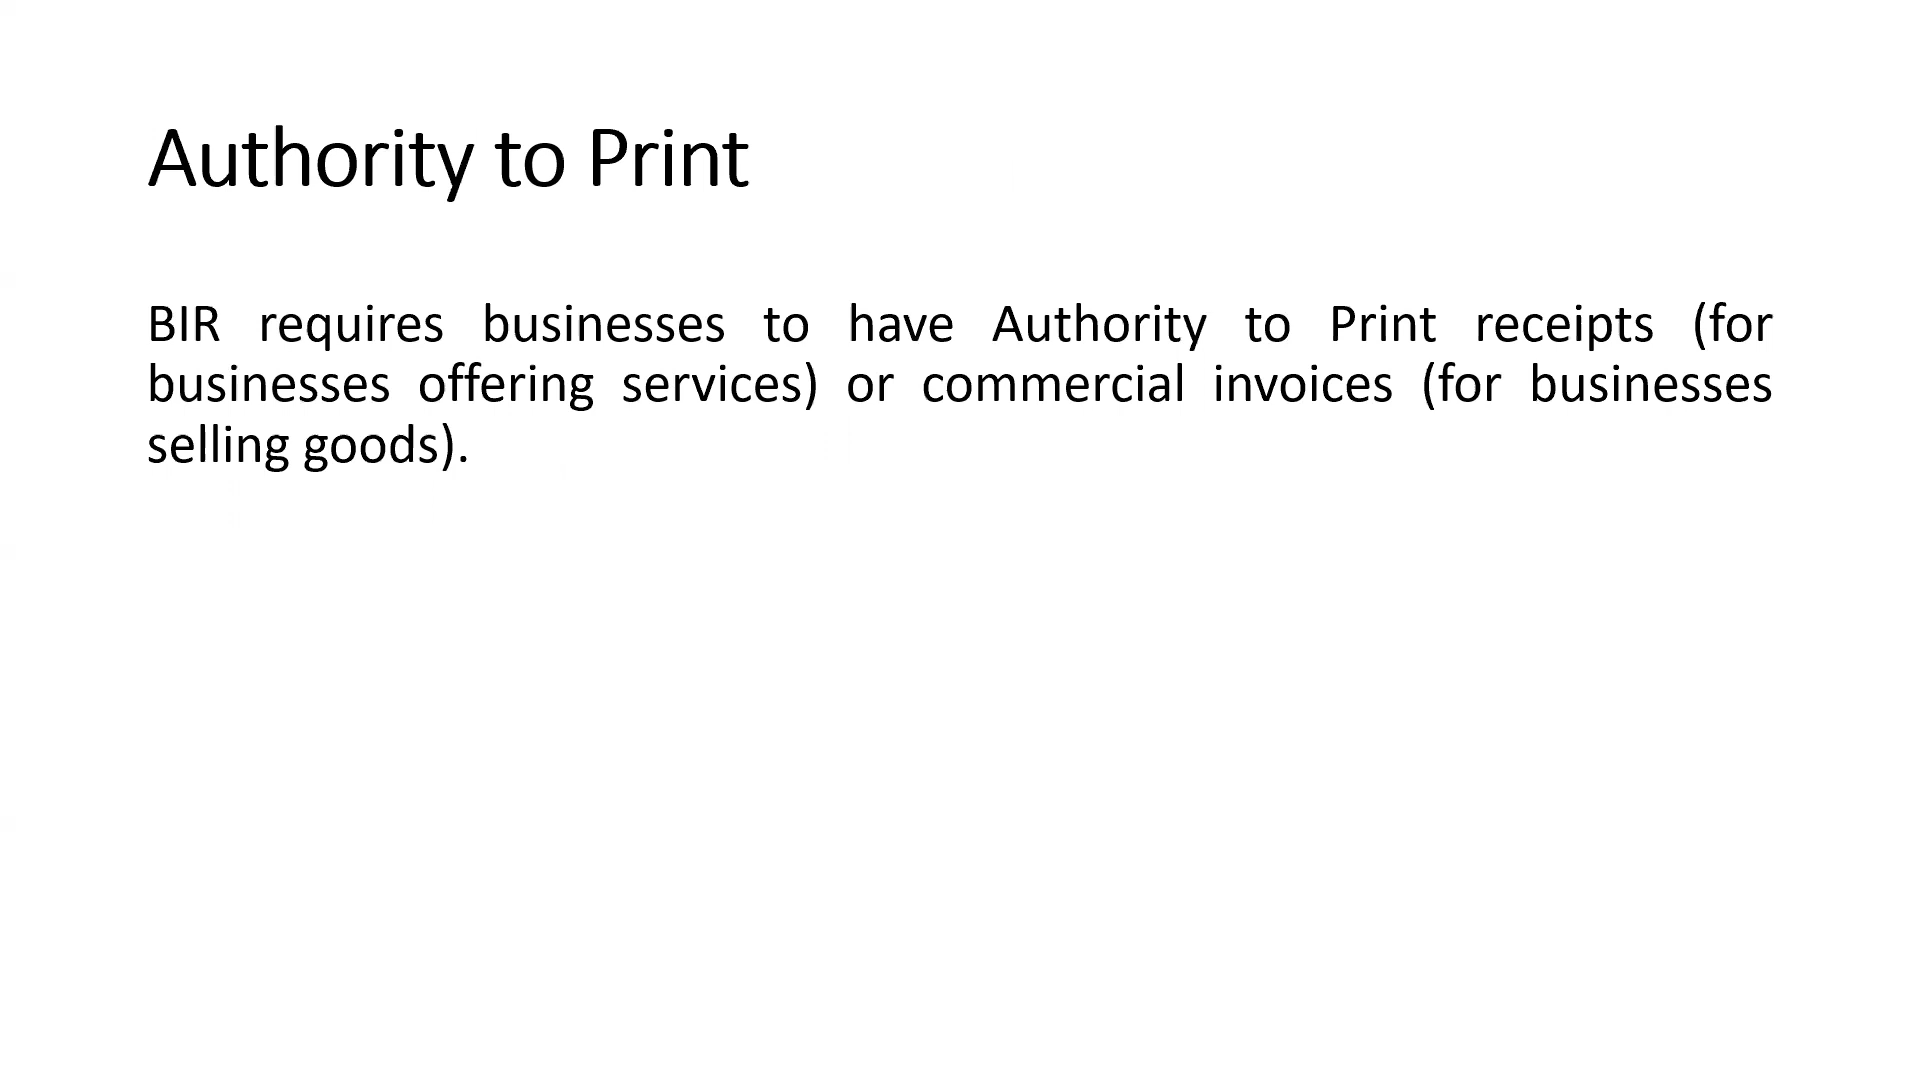 Authority to Print
BIR requires businesses to have Authority to Print receipts (for
businesses offering services) or commercial invoices (for businesses
selling goods).